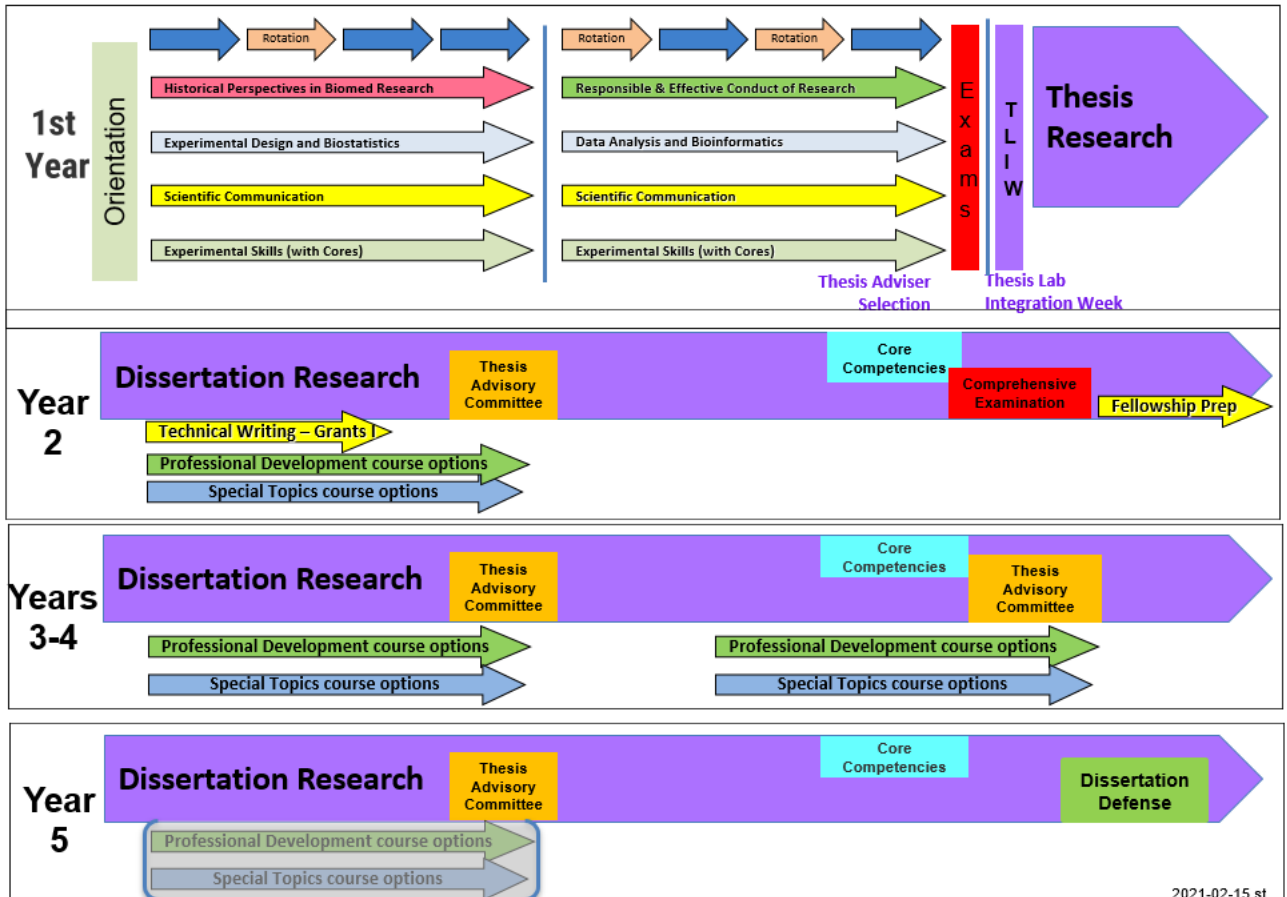 Rotation
Rotation
Rotation
1st
Year
Orientation
Historical Perspectives in Biomed Research
Responsible & Effective Conduct of Research
Experimental Design and Biostatistics
Data Analysis and Bioinformatics
Scientific Communication
Scientific Communication
Experimental Skills (with Cores)
Experimental Skills (with Cores)
Exams
TLIW
Thesis
Research
Thesis Adviser
Selection
Thesis Lab
Integration Week
Year
2
Dissertation Research
Thesis
Advisory
Committee
Core
Competencies
Comprehensive
Examination
Fellowship Prep
Technical Writing – Grants I
Professional Development course options
Special Topics course options
Years
3-4
Dissertation Research
Thesis
Advisory
Committee
Core
Competencies
Thesis
Advisory
Committee
Professional Development course options
Professional Development course options
Special Topics course options
Special Topics course options
Year
5
Dissertation Research
Thesis
Advisory
Committee
Core
Competencies
Dissertation
Defense
Professional Development course options
Special Topics course options
2021-02-15 st